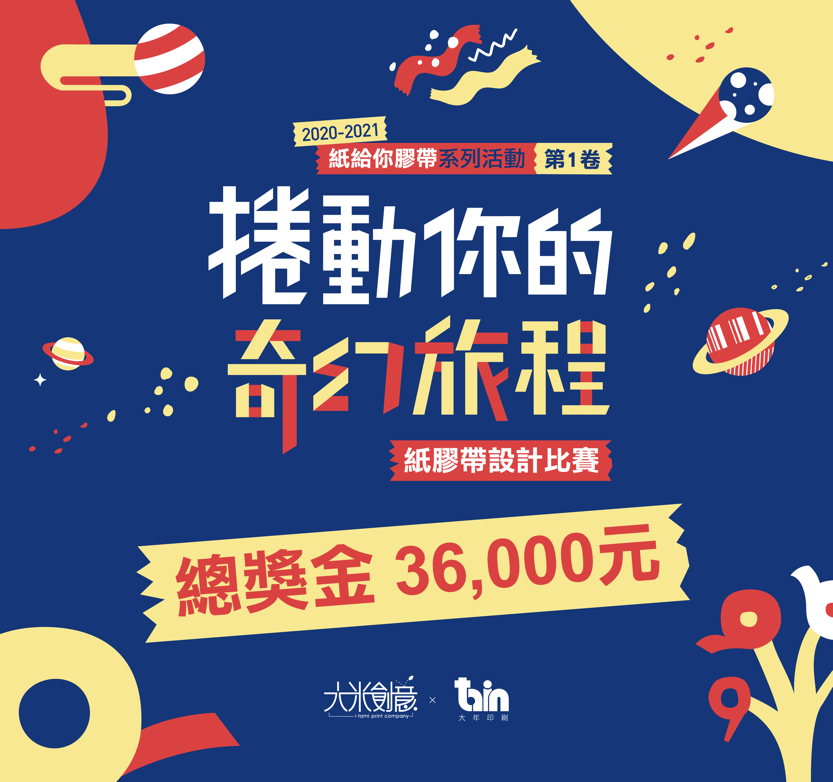 2020-2021
紙給你膠帶系列活動 第1卷
捲動你的
奇幻旅程
紙膠帶設計比賽
總獎金 36,000元
大米創意 × tain
i-tami print company 大年印刷